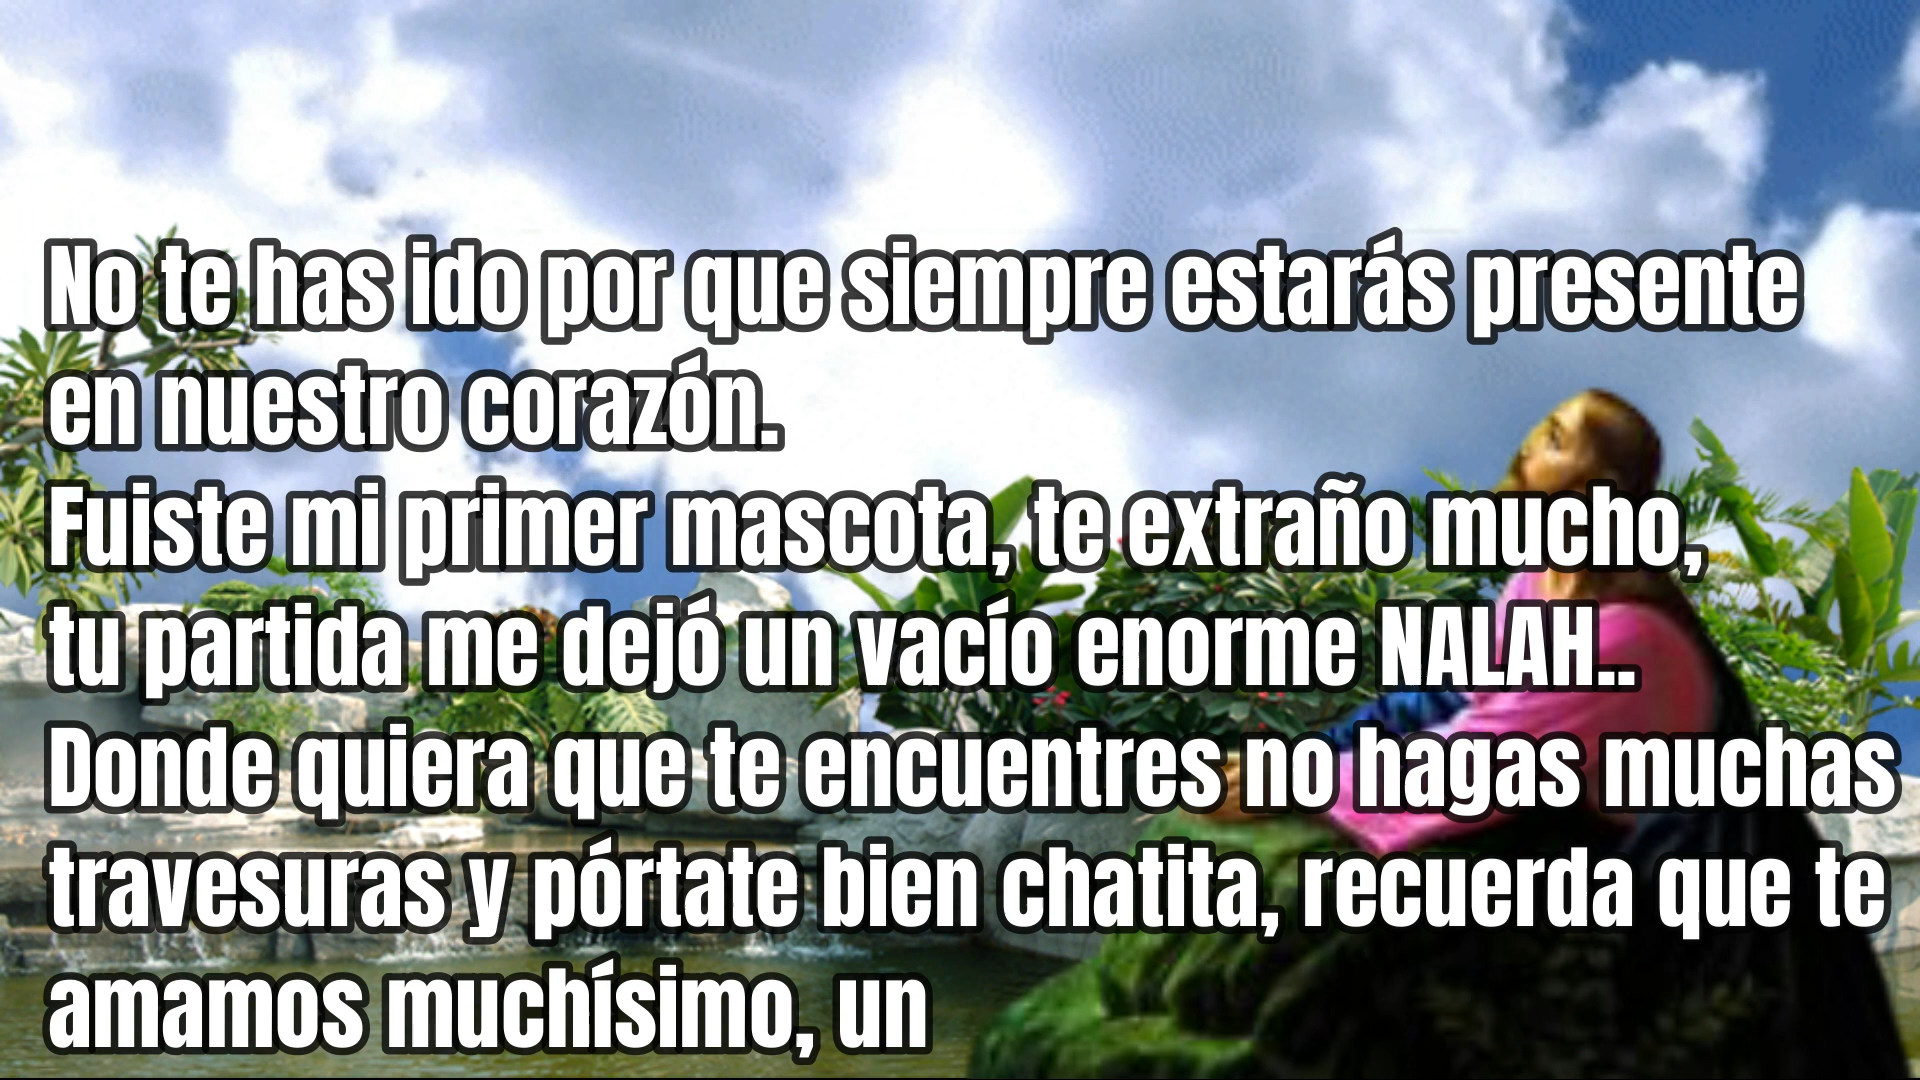 No te has ido por que siempre estarás presente
en nuestro corazón.
Fuiste mi primer mascota, te extraño mucho,
tu partida me dejó un vacío enorme NALAH..
Donde quiera que te encuentres no hagas muchas
travesuras y pórtate bien chatita, recuerda que te
amamos muchísimo, un